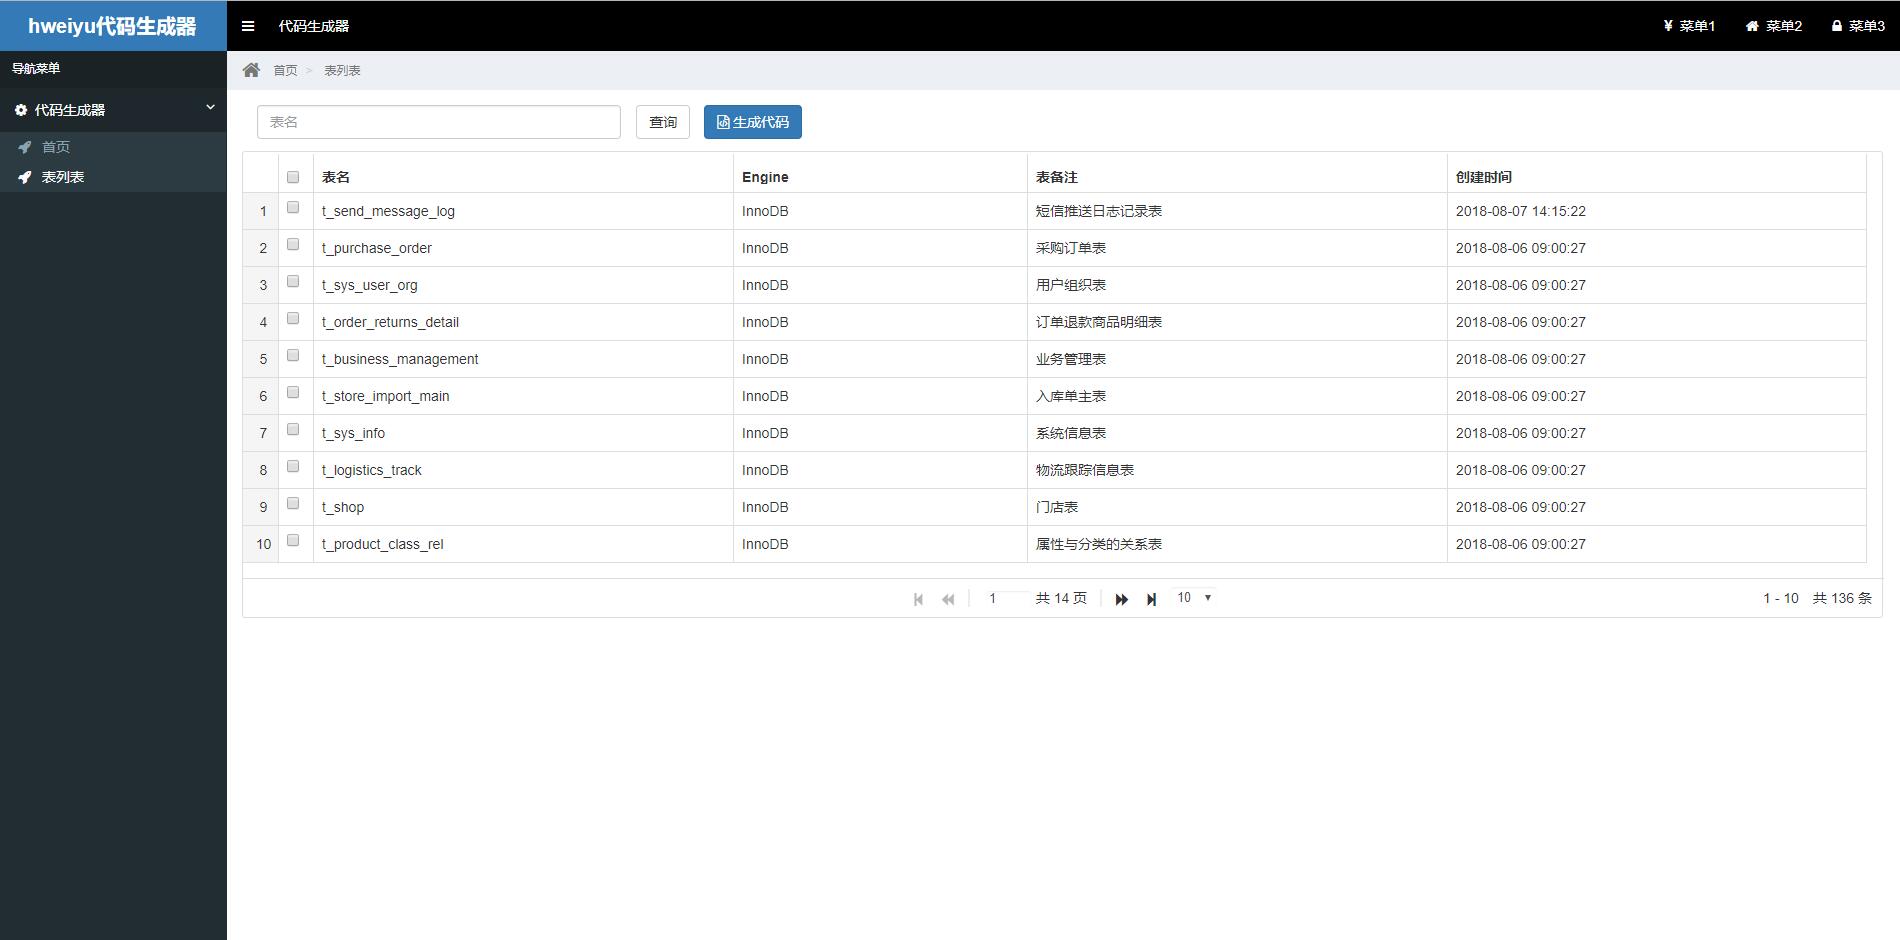 hweiyu代码生成器 代码生成器 ¥ 菜单1 菜单2 菜单3
导航菜单
首页 > 表列表
代码生成器
首页
表列表
表名 查询 生成代码
表名 Engine 表备注 创建时间
1 t_send_message_log InnoDB 短信推送日志记录表 2018-08-07 14:15:22
2 t_purchase_order InnoDB 采购订单表 2018-08-06 09:00:27
3 t_sys_user_org InnoDB 用户组织表 2018-08-06 09:00:27
4 t_order_returns_detail InnoDB 订单退款商品明细表 2018-08-06 09:00:27
5 t_business_management InnoDB 业务管理表 2018-08-06 09:00:27
6 t_store_import_main InnoDB 入库单主表 2018-08-06 09:00:27
7 t_sys_info InnoDB 系统信息表 2018-08-06 09:00:27
8 t_logistics_track InnoDB 物流跟踪信息表 2018-08-06 09:00:27
9 t_shop InnoDB 门店表 2018-08-06 09:00:27
10 t_product_class_rel InnoDB 属性与分类的关系表 2018-08-06 09:00:27
1 共 14 页 10 1 - 10 共 136 条